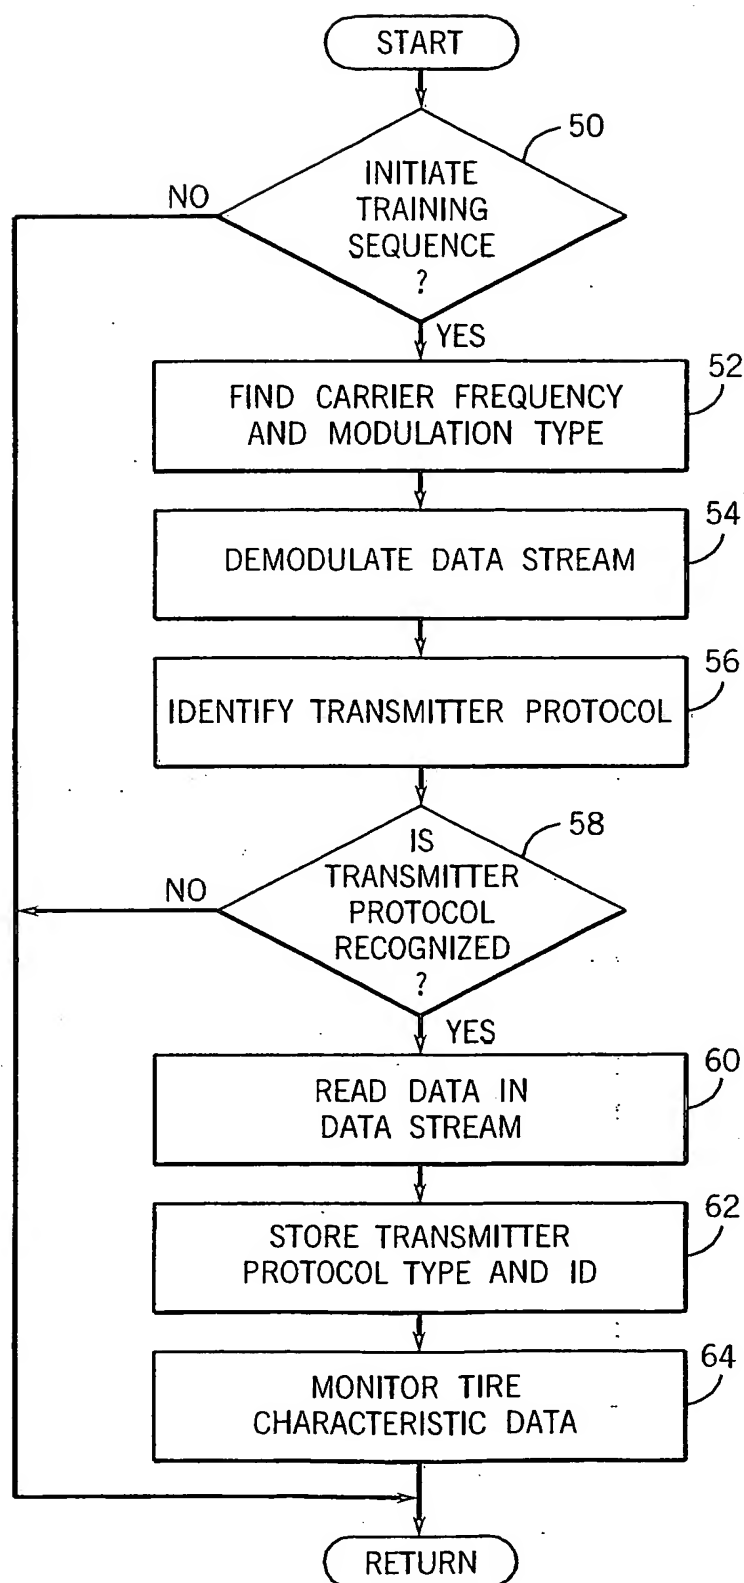 START
50
INITIATE
TRAINING
SEQUENCE
?
NO
YES
52
FIND CARRIER FREQUENCY
AND MODULATION TYPE
54
DEMODULATE DATA STREAM
56
IDENTIFY TRANSMITTER PROTOCOL
58
IS
TRANSMITTER
PROTOCOL
RECOGNIZED
?
NO
YES
60
READ DATA IN
DATA STREAM
62
STORE TRANSMITTER
PROTOCOL TYPE AND ID
64
MONITOR TIRE
CHARACTERISTIC DATA
RETURN